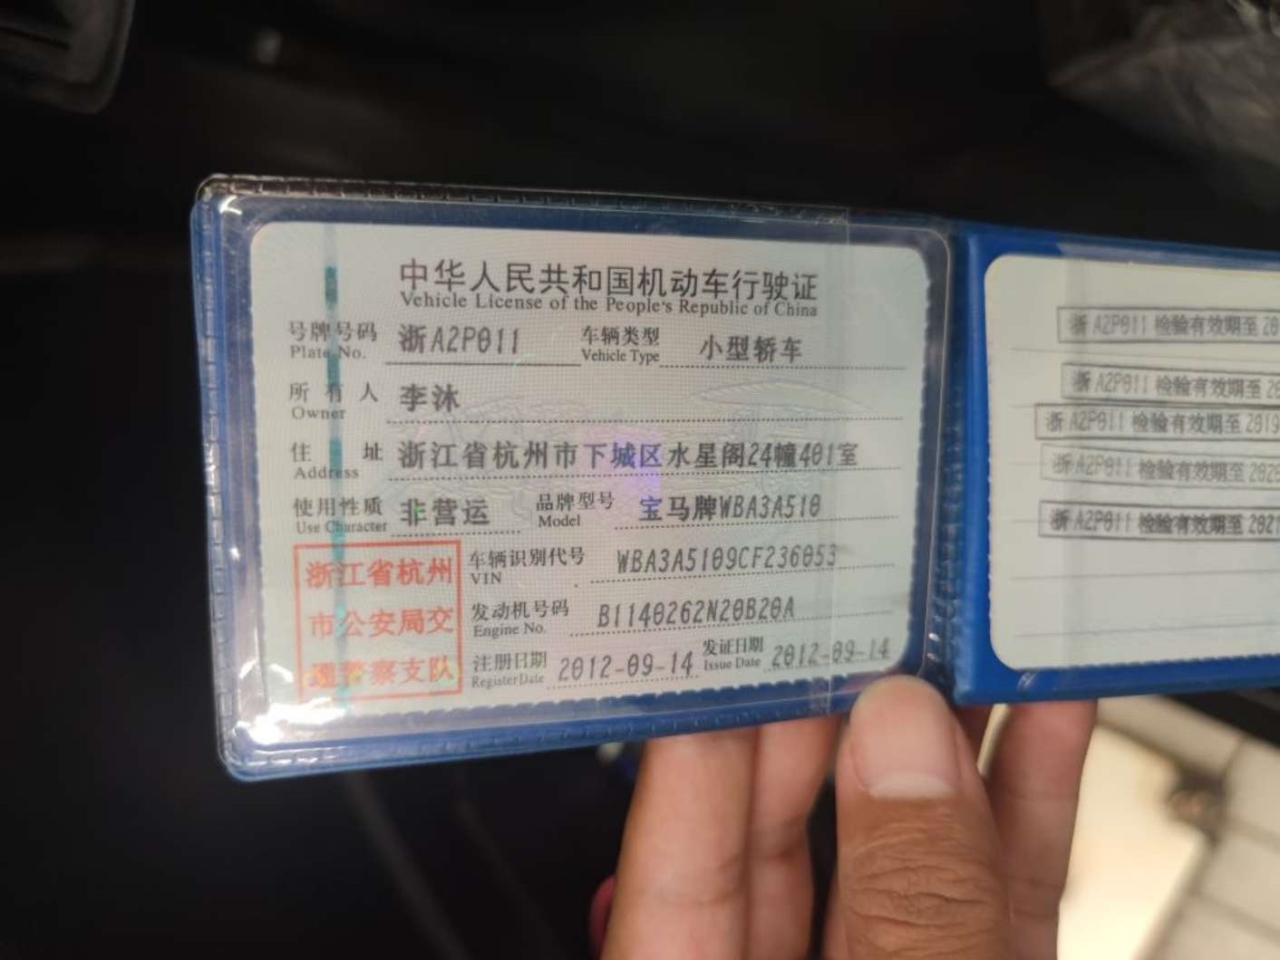 中华人民共和国机动车行驶证
Vehicle License of the People's Republic of China
号牌号码 浙A2P011 车辆类型 小型轿车
Plate No. Vehicle Type
所有人 李沐
Owner
住址 浙江省杭州市下城区水星阁24幢401室
Address
使用性质 非营运 品牌型号 宝马牌WBA3A510
Use Character Model
浙江省杭州
市公安局交
通警察支队
车辆识别代号 WBA3A5109CF236053
VIN
发动机号码 B1140262N20B20A
Engine No.
注册日期 2012-09-14 发证日期 2012-09-14
Register Date Issue Date
浙A2P011 检验有效期至 20
浙A2P011 检验有效期至 20
浙A2P011 检验有效期至 2019
浙A2P011 检验有效期至 202
浙A2P011 检验有效期至 2021